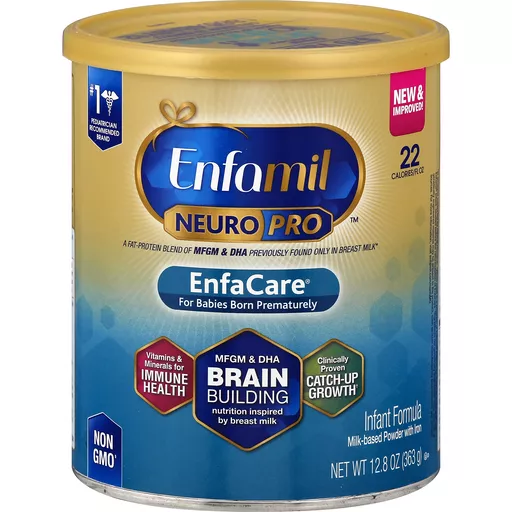 #1
PEDIATRICIAN
RECOMMENDED
BRAND
NEW &
IMPROVED!
Enfamil
22
CALORIES/FL OZ
NEURO PRO™
A FAT-PROTEIN BLEND OF MFGM & DHA PREVIOUSLY FOUND ONLY IN BREAST MILK*
EnfaCare®
For Babies Born Prematurely
Vitamins &
Minerals for
IMMUNE
HEALTH
MFGM & DHA
BRAIN
BUILDING
nutrition inspired
by breast milk
Clinically
Proven
CATCH-UP
GROWTH
NON
GMO
Infant Formula
Milk-based Powder with Iron
NET WT 12.8 OZ (363 g)